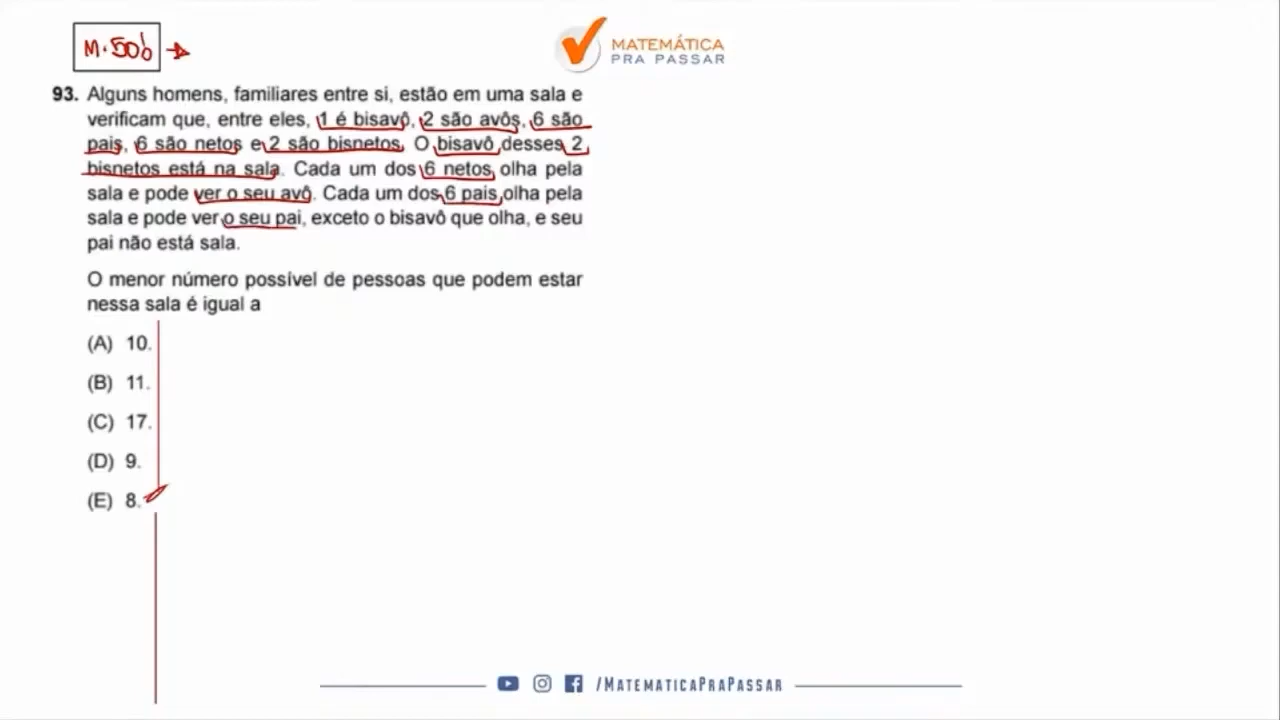 M.506
MATEMÁTICA
PRA PASSAR
93. Alguns homens, familiares entre si, estão em uma sala e
verificam que, entre eles, 1 é bisavô, 2 são avôs, 6 são
pais, 6 são netos e 2 são bisnetos. O bisavô desses 2
bisnetos está na sala. Cada um dos 6 netos olha pela
sala e pode ver o seu avô. Cada um dos 6 pais olha pela
sala e pode ver o seu pai, exceto o bisavô que olha, e seu
pai não está sala.
O menor número possível de pessoas que podem estar
nessa sala é igual a
(A) 10.
(B) 11.
(C) 17.
(D) 9.
(E) 8.
/MATEMATICAPRAPASSAR